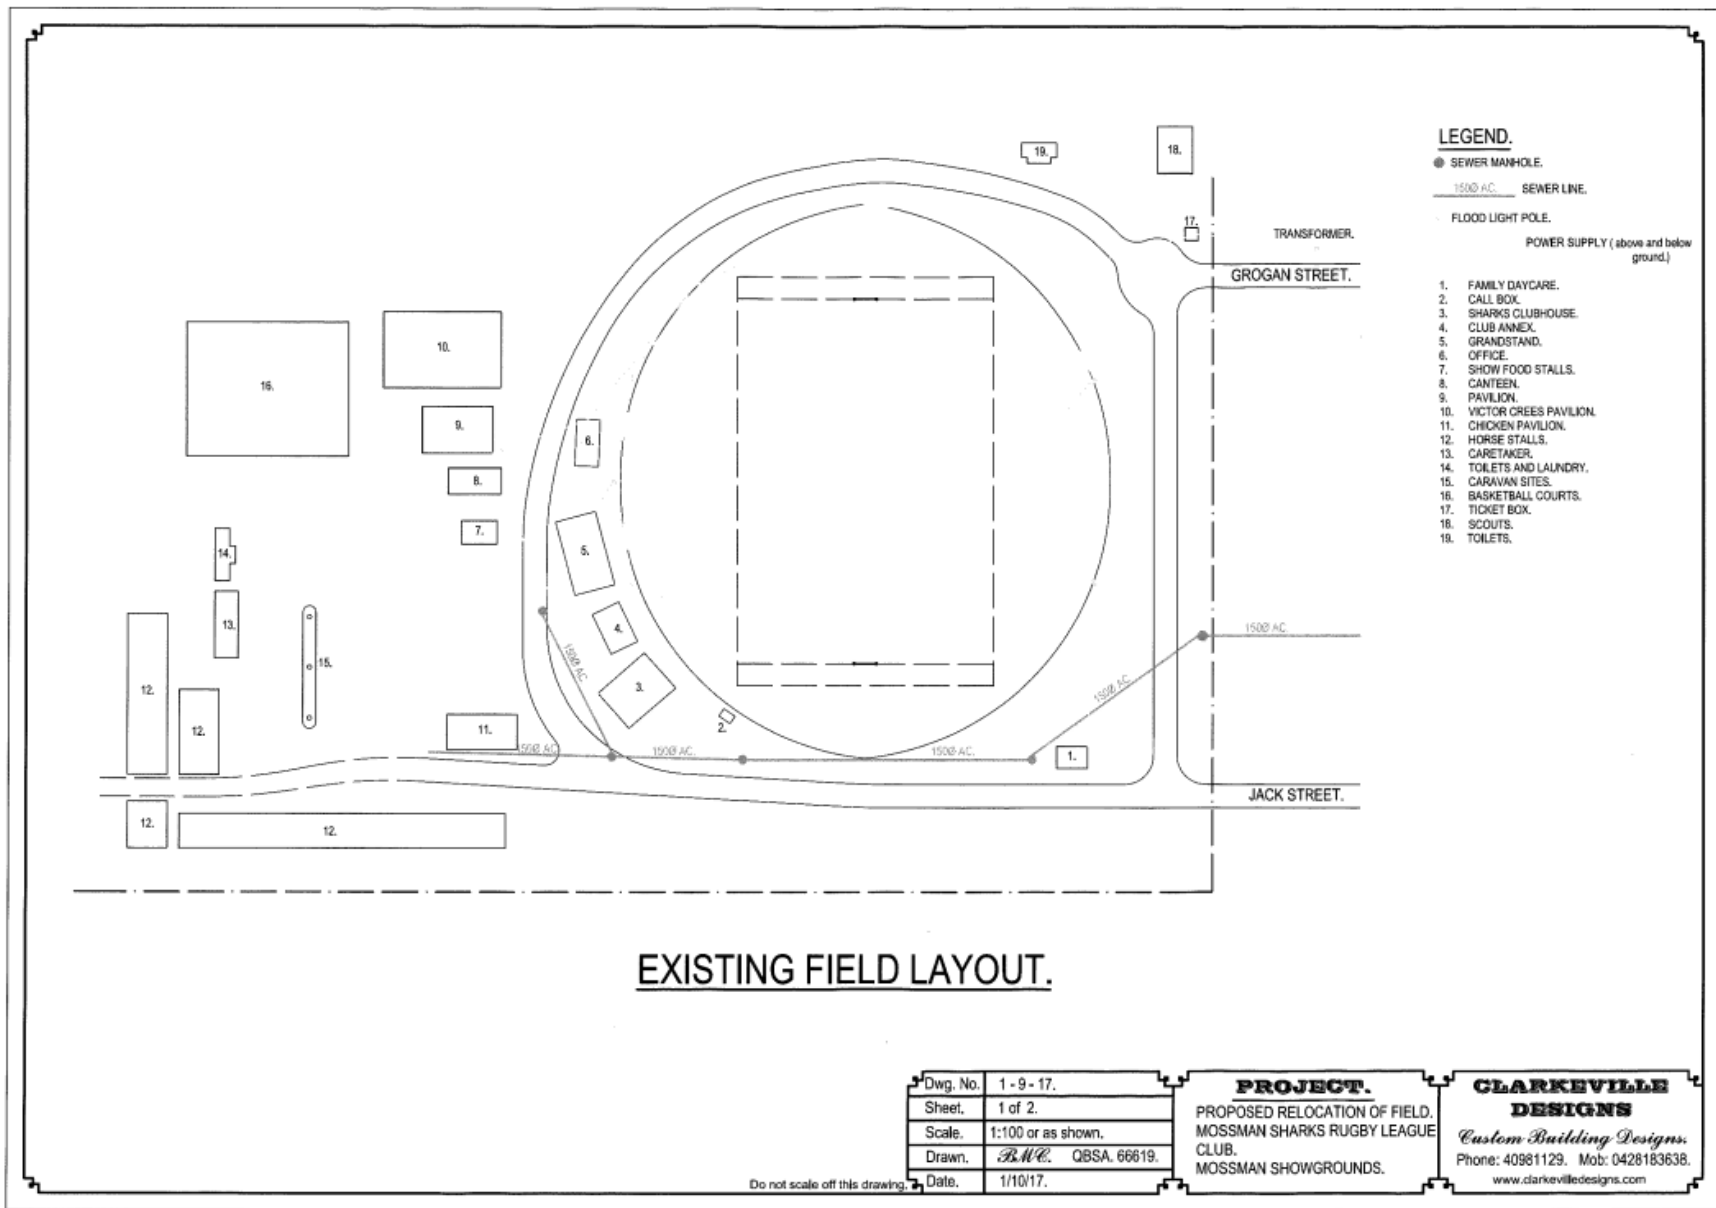 LEGEND.
SEWER MANHOLE.
150Ø AC. SEWER LINE.
FLOOD LIGHT POLE.
POWER SUPPLY ( above and below
ground.)
1. FAMILY DAYCARE.
2. CALL BOX.
3. SHARKS CLUBHOUSE.
4. CLUB ANNEX.
5. GRANDSTAND.
6. OFFICE.
7. SHOW FOOD STALLS.
8. CANTEEN.
9. PAVILION.
10. VICTOR CREES PAVILION.
11. CHICKEN PAVILION.
12. HORSE STALLS.
13. CARETAKER.
14. TOILETS AND LAUNDRY.
15. CARAVAN SITES.
16. BASKETBALL COURTS.
17. TICKET BOX.
18. SCOUTS.
19. TOILETS.
19.
18.
17.
TRANSFORMER.
GROGAN STREET.
10.
16.
9.
6.
8.
7.
5.
14.
13.
4.
150Ø AC
15.
150Ø AC
3.
12.
150Ø AC
12.
11.
2.
150Ø AC
150Ø AC.
150Ø AC.
1.
JACK STREET.
12.
12.
EXISTING FIELD LAYOUT.
Dwg. No. 1 - 9 - 17.
Sheet. 1 of 2.
Scale. 1:100 or as shown.
Drawn. B.M.C. QBSA. 66619.
Date. 1/10/17.
Do not scale off this drawing.
PROJECT.
PROPOSED RELOCATION OF FIELD.
MOSSMAN SHARKS RUGBY LEAGUE
CLUB.
MOSSMAN SHOWGROUNDS.
CLARKEVILLE
DESIGNS
Custom Building Designs.
Phone: 40981129. Mob: 0428183638.
www.clarkevilledesigns.com